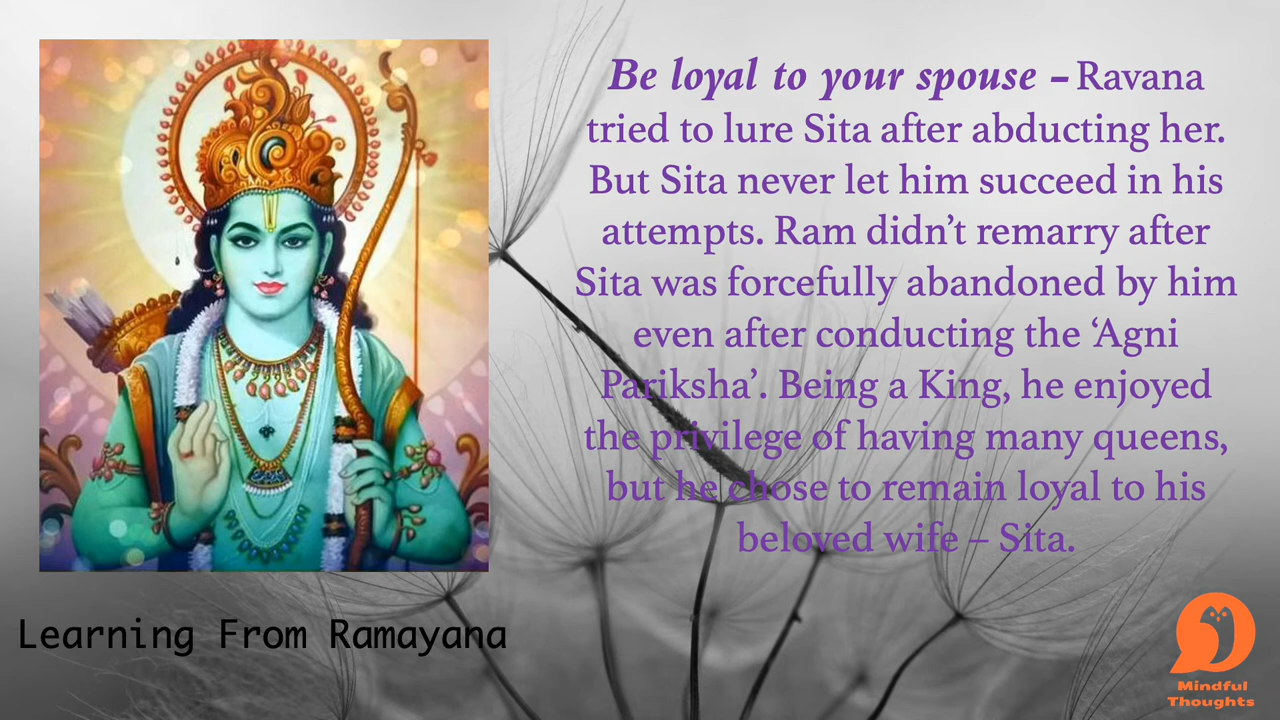 Be loyal to your spouse – Ravana
tried to lure Sita after abducting her.
But Sita never let him succeed in his
attempts. Ram didn’t remarry after
Sita was forcefully abandoned by him
even after conducting the ‘Agni
Pariksha’. Being a King, he enjoyed
the privilege of having many queens,
but he chose to remain loyal to his
beloved wife – Sita.
Learning From Ramayana
Mindful
Thoughts